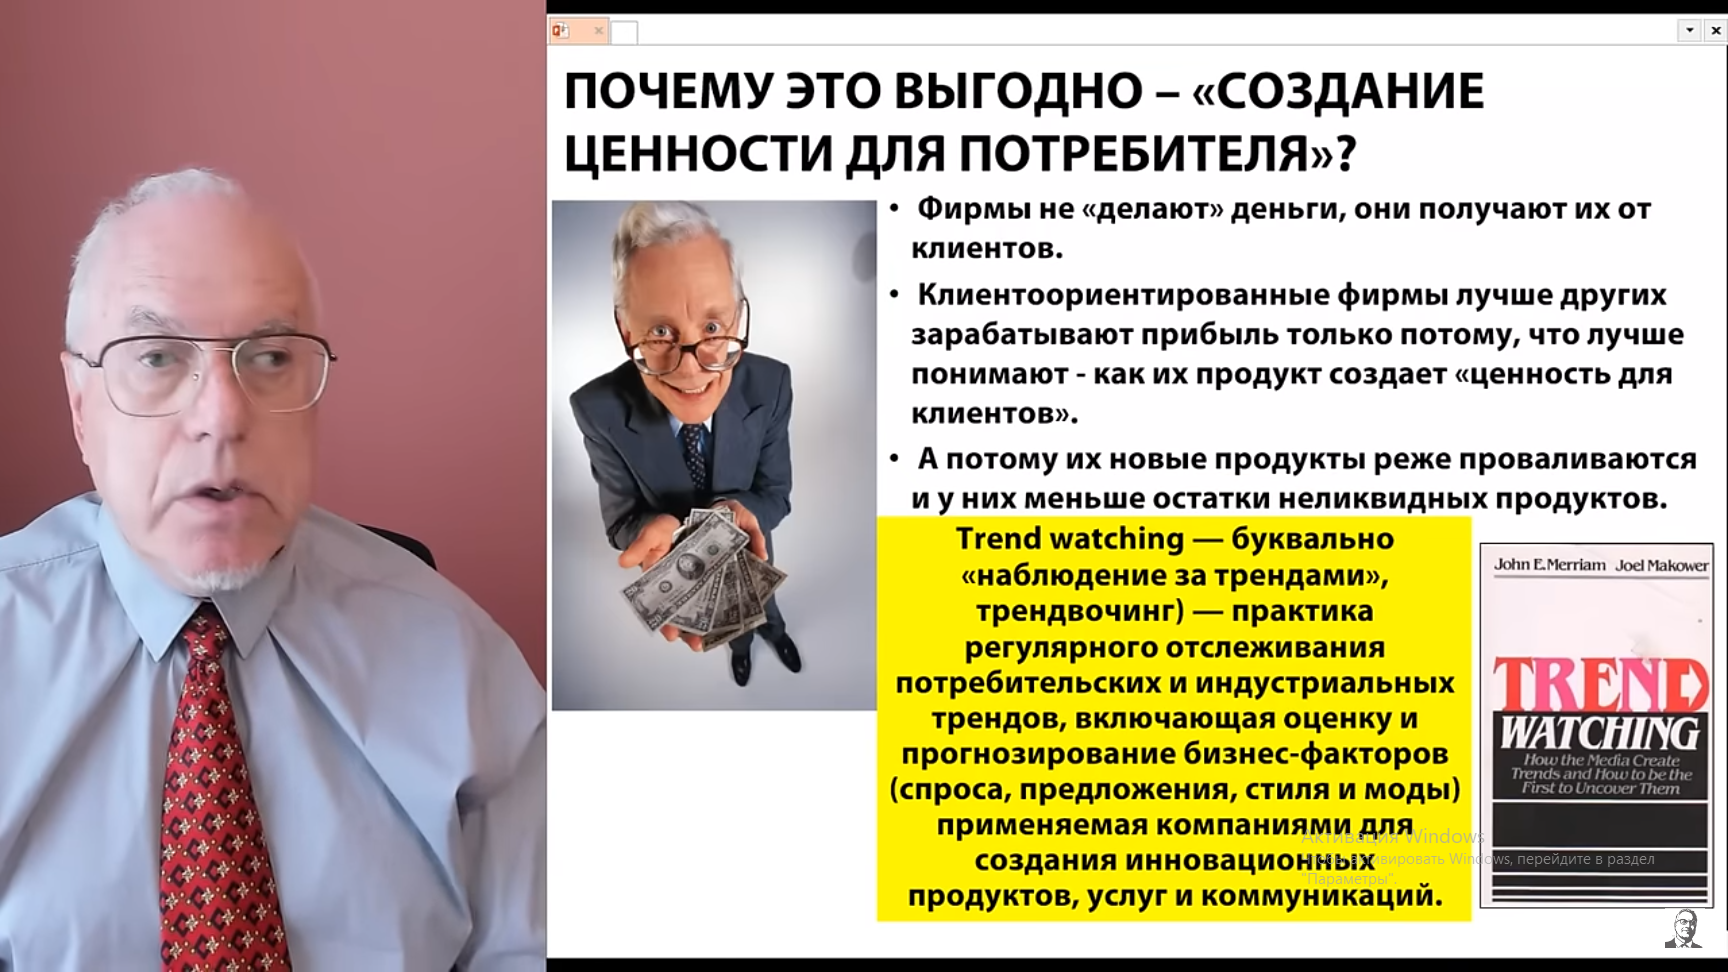 ПОЧЕМУ ЭТО ВЫГОДНО – «СОЗДАНИЕ
ЦЕННОСТИ ДЛЯ ПОТРЕБИТЕЛЯ»?
• Фирмы не «делают» деньги, они получают их от
клиентов.
• Клиентоориентированные фирмы лучше других
зарабатывают прибыль только потому, что лучше
понимают - как их продукт создает «ценность для
клиентов».
• А потому их новые продукты реже проваливаются
и у них меньше остатки неликвидных продуктов.
Trend watching — буквально
«наблюдение за трендами»,
трендвочинг) — практика
регулярного отслеживания
потребительских и индустриальных
трендов, включающая оценку и
прогнозирование бизнес-факторов
(спроса, предложения, стиля и моды)
применяемая компаниями для
создания инновационных
продуктов, услуг и коммуникаций.
John E. Merriam Joel Makower
TREND
WATCHING
How the Media Create
Trends and How to be the
First to Uncover Them
Активация Windows
Чтобы активировать Windows, перейдите в раздел
"Параметры".